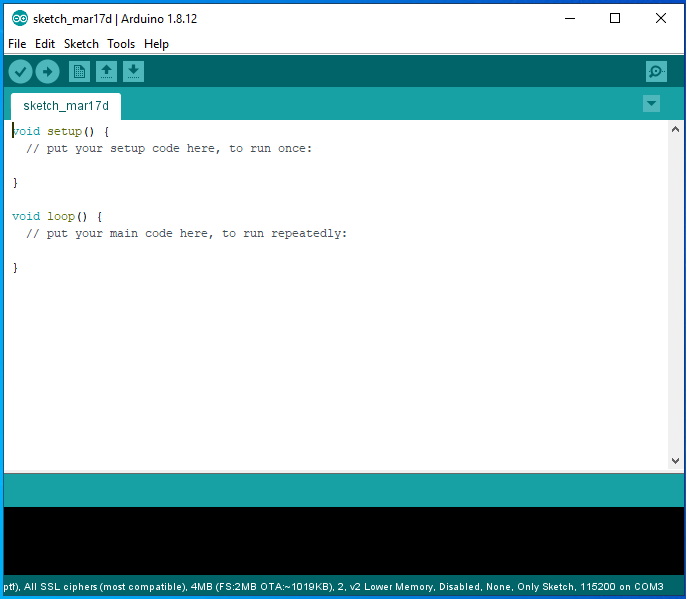 sketch_mar17d | Arduino 1.8.12
File Edit Sketch Tools Help
sketch_mar17d
void setup() {
// put your setup code here, to run once:
}
void loop() {
// put your main code here, to run repeatedly:
}
pt!), All SSL ciphers (most compatible), 4MB (FS:2MB OTA:~1019KB), 2, v2 Lower Memory, Disabled, None, Only Sketch, 115200 on COM3